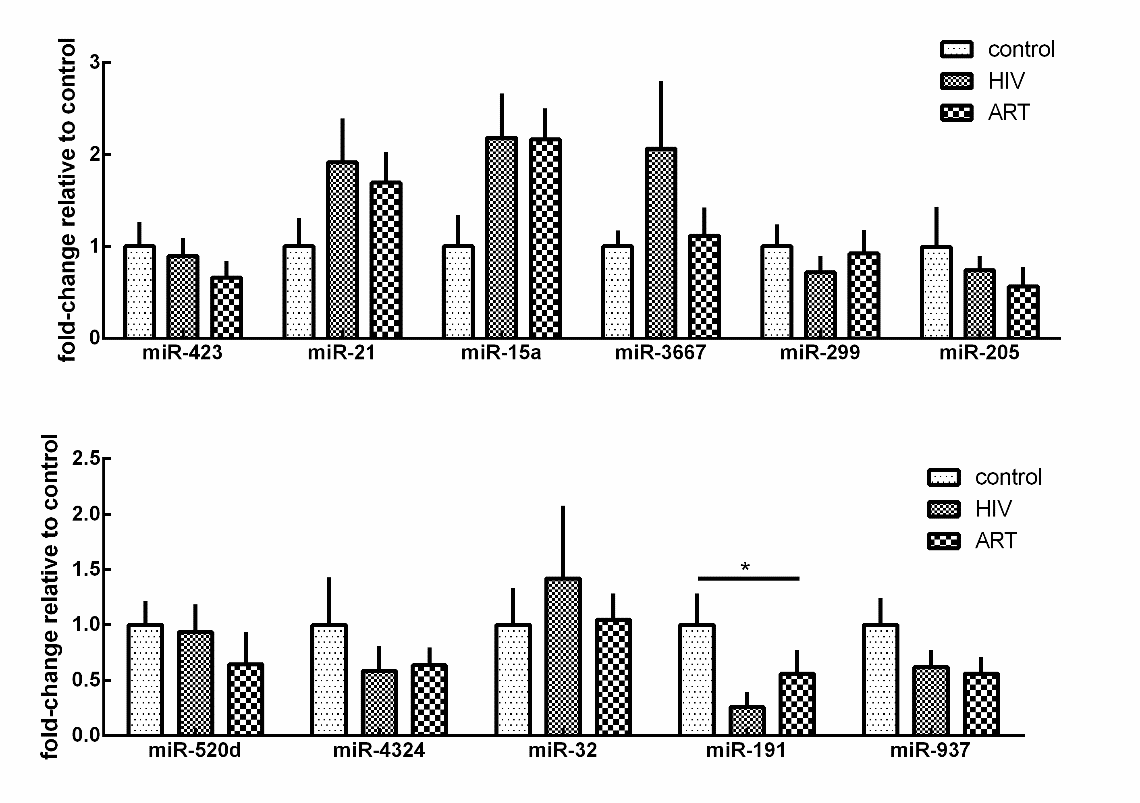 fold-change relative to control
3
2
1
0
control
HIV
ART
miR-423 miR-21 miR-15a miR-3667 miR-299 miR-205
fold-change relative to control
2.5
2.0
1.5
1.0
0.5
0.0
control
HIV
ART
*
miR-520d miR-4324 miR-32 miR-191 miR-937